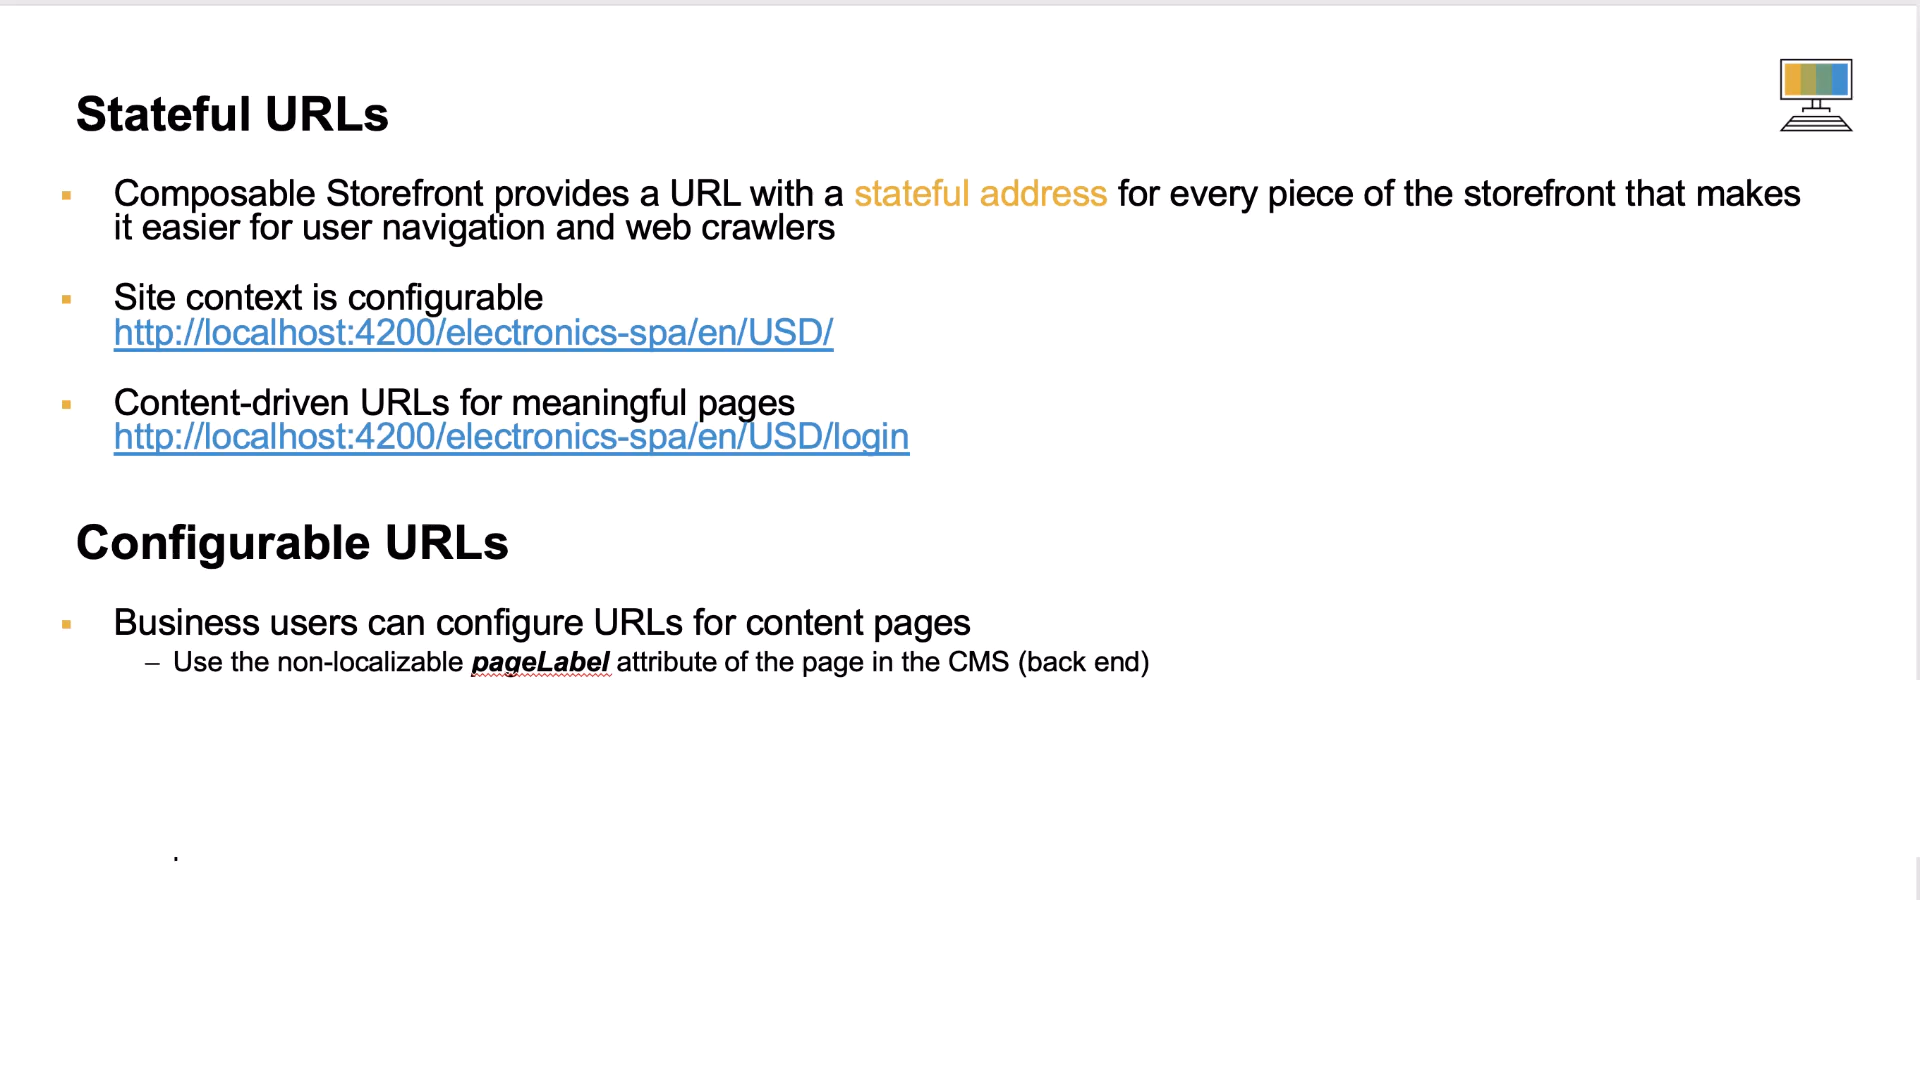 Stateful URLs
▪ Composable Storefront provides a URL with a stateful address for every piece of the storefront that makes
it easier for user navigation and web crawlers
▪ Site context is configurable
http://localhost:4200/electronics-spa/en/USD/
▪ Content-driven URLs for meaningful pages
http://localhost:4200/electronics-spa/en/USD/login
Configurable URLs
▪ Business users can configure URLs for content pages
– Use the non-localizable pageLabel attribute of the page in the CMS (back end)
.